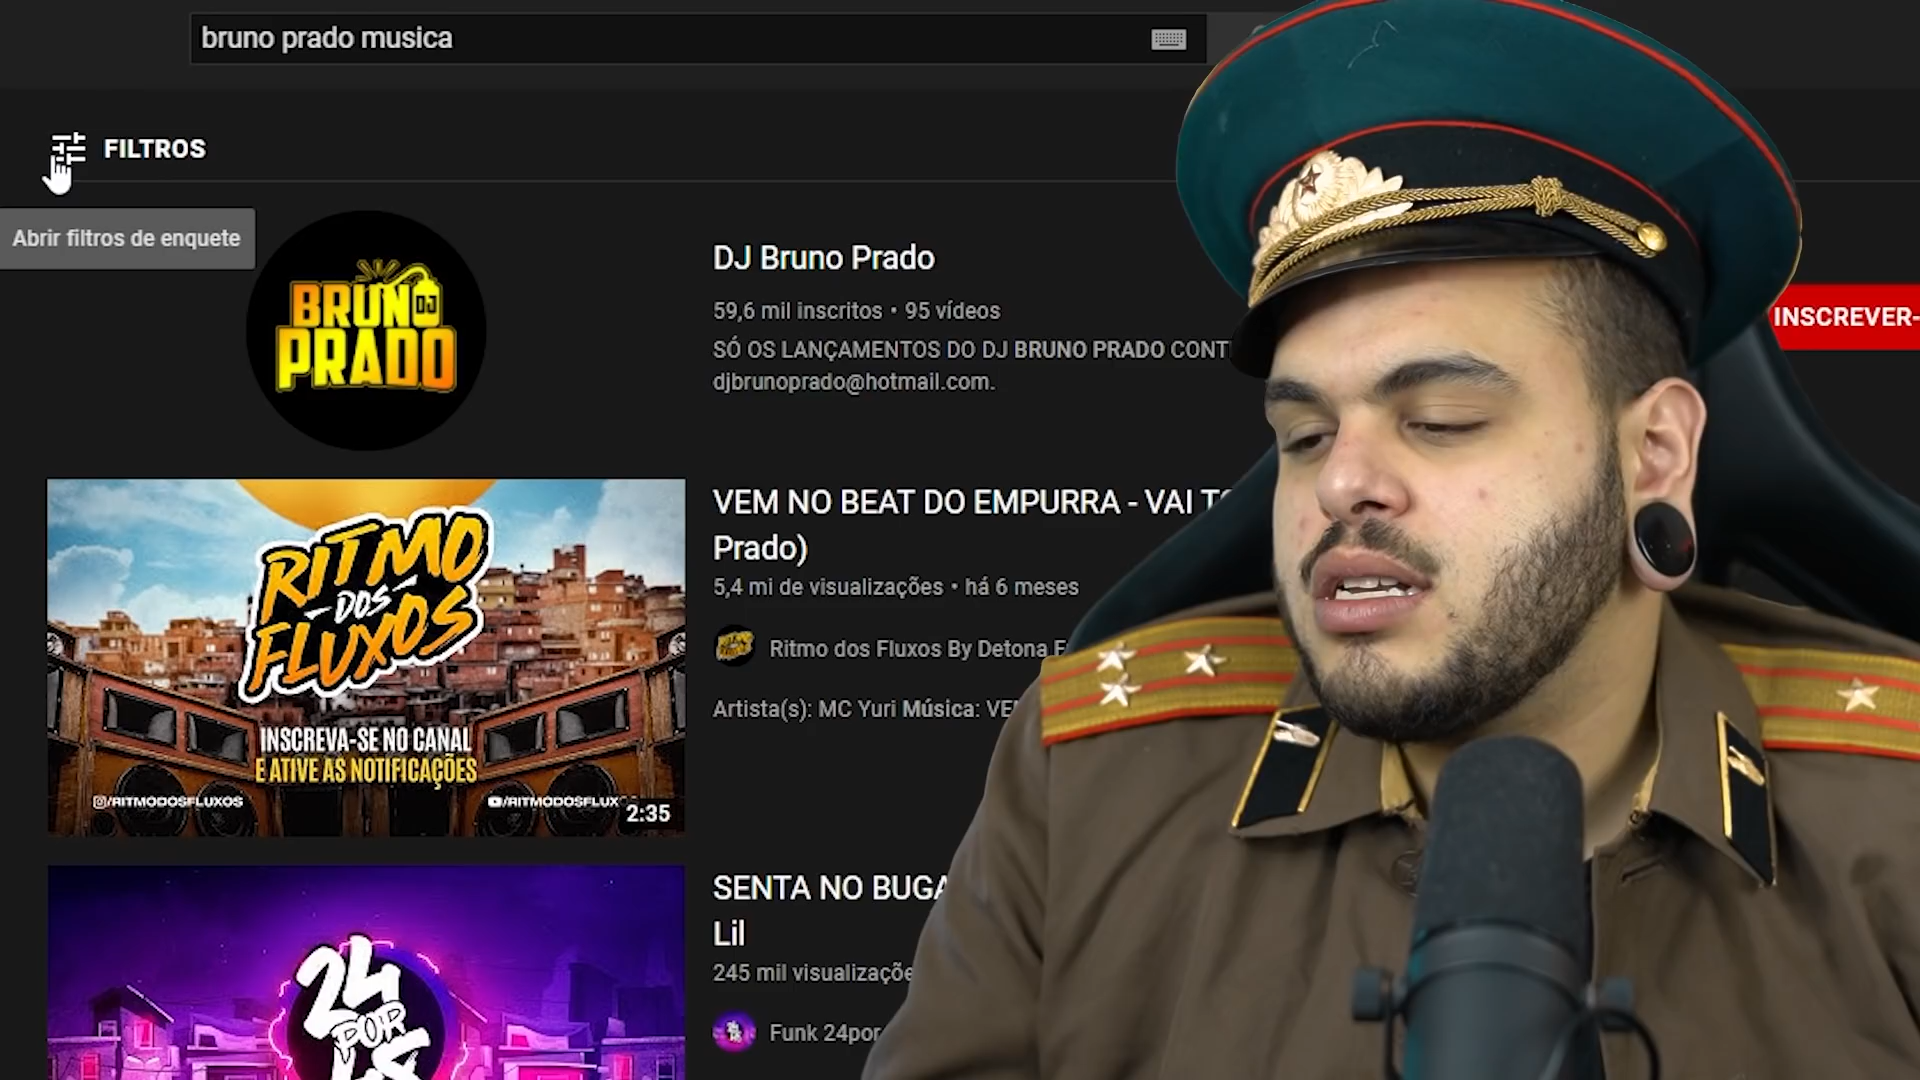 bruno prado musica
FILTROS
Abrir filtros de enquete
BRUNO DJ
PRADO
DJ Bruno Prado
59,6 mil inscritos • 95 vídeos
SÓ OS LANÇAMENTOS DO DJ BRUNO PRADO CONT
djbrunoprado@hotmail.com.
INSCREVER-
RITMO
DOS
FLUXOS
INSCREVA-SE NO CANAL
E ATIVE AS NOTIFICAÇÕES
/RITMODOSFLUXOS
/RITMODOSFLUX
2:35
VEM NO BEAT DO EMPURRA - VAI TO
Prado)
5,4 mi de visualizações • há 6 meses
Ritmo dos Fluxos By Detona F
Artista(s): MC Yuri Música: VE
24
POR
48
SENTA NO BUGA
Lil
245 mil visualizaçõe
Funk 24por